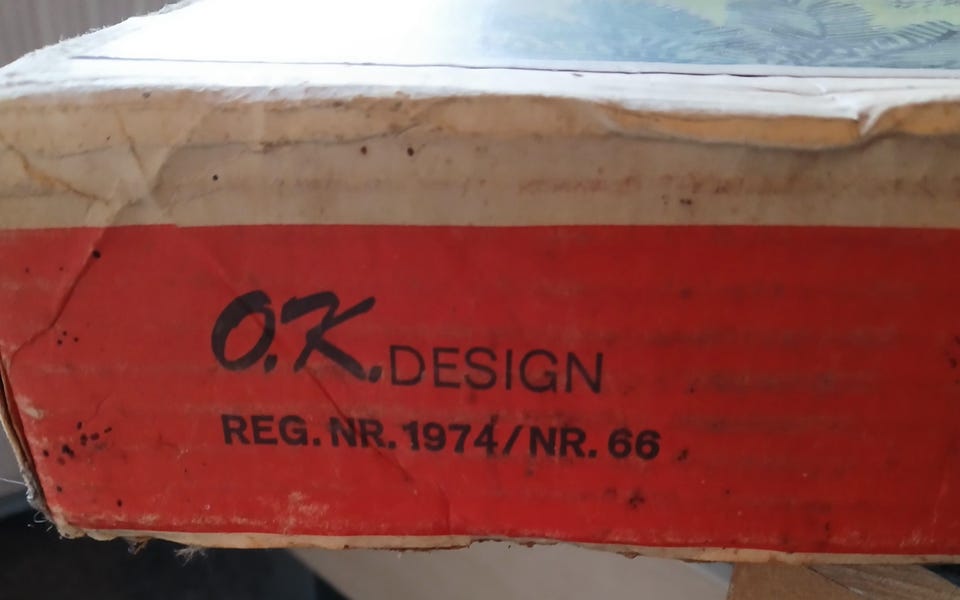 O.K. DESIGN
REG. NR. 1974/NR. 66